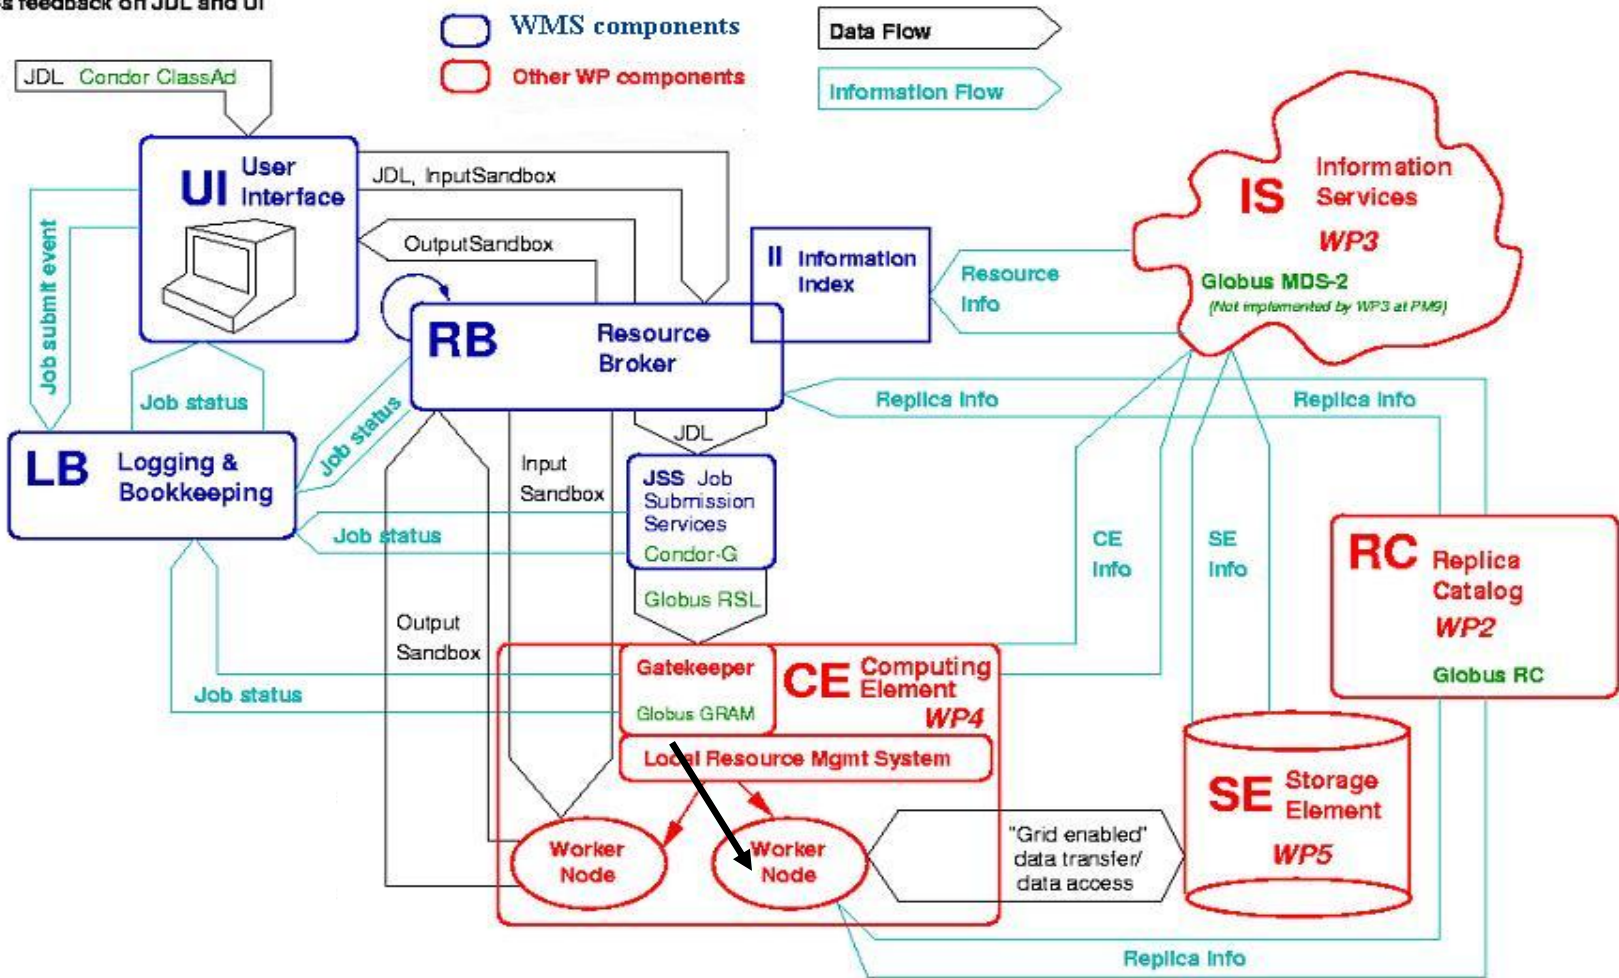 s feedback on JDL and UI
WMS components
Other WP components
Data Flow
Information Flow
JDL Condor ClassAd
UI User
Interface
JDL, InputSandbox
OutputSandbox
Job submit event
II Information
Index
Resource
Info
IS Information
Services
WP3
Globus MDS-2
(Not implemented by WP3 at PM9)
RB Resource
Broker
Job status
Job status
Replica Info
Replica Info
LB Logging &
Bookkeeping
JDL
Input
Sandbox
JSS Job
Submission
Services
Condor-G
Job status
Globus RSL
CE
Info
SE
Info
RC Replica
Catalog
WP2
Globus RC
Output
Sandbox
Job status
Gatekeeper
Globus GRAM
CE Computing
Element
WP4
Local Resource Mgmt System
Worker
Node
Worker
Node
"Grid enabled"
data transfer/
data access
SE Storage
Element
WP5
Replica Info